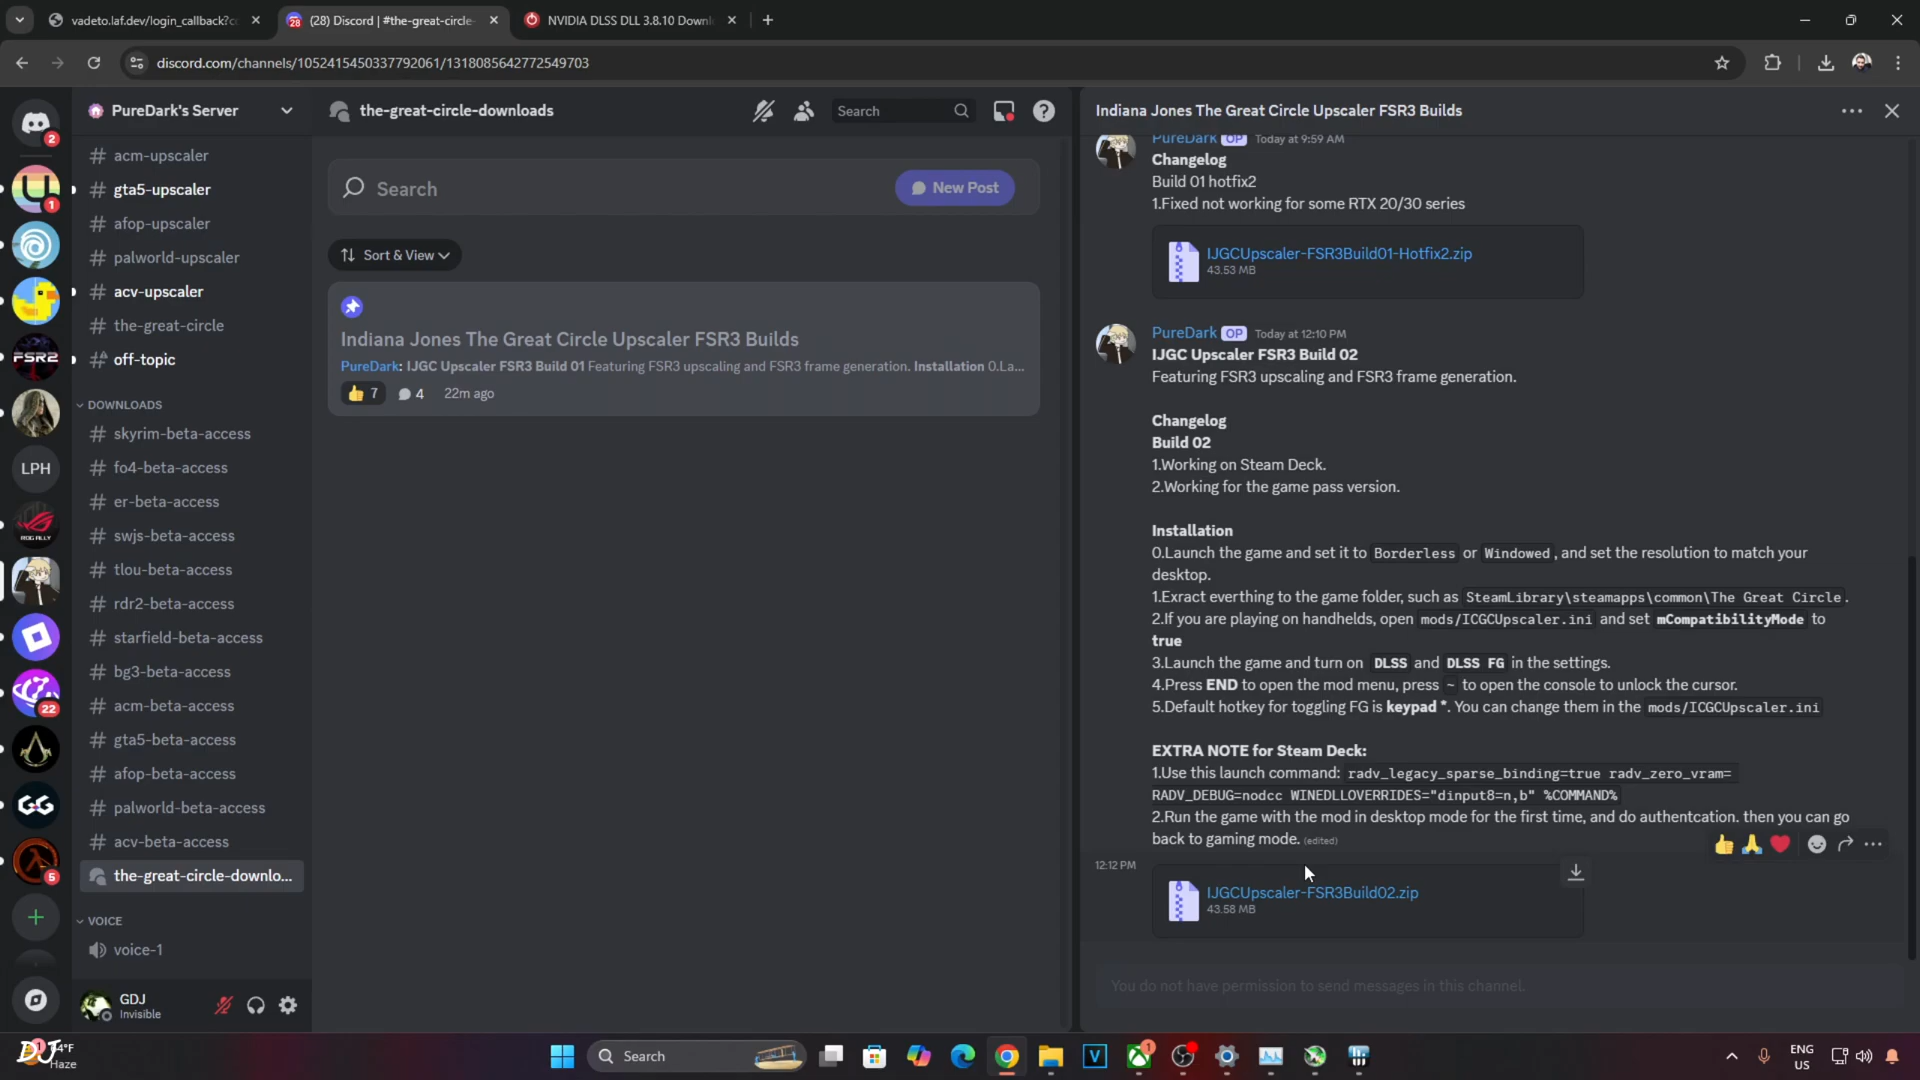 vadeto.laf.dev/login_callback?co
(28) Discord | #the-great-circle-
NVIDIA DLSS DLL 3.8.10 Downl
discord.com/channels/1052415450337792061/1318085642772549703
PureDark's Server
acm-upscaler
gta5-upscaler
afop-upscaler
palworld-upscaler
acv-upscaler
the-great-circle
off-topic
DOWNLOADS
skyrim-beta-access
fo4-beta-access
er-beta-access
swjs-beta-access
tlou-beta-access
rdr2-beta-access
starfield-beta-access
bg3-beta-access
acm-beta-access
gta5-beta-access
afop-beta-access
palworld-beta-access
acv-beta-access
the-great-circle-downlo...
VOICE
voice-1
GDJ
Invisible
2
1
FSR2
LPH
ROG ALLY
22
GG
6
the-great-circle-downloads
Search
Search
New Post
Sort & View
Indiana Jones The Great Circle Upscaler FSR3 Builds
PureDark: IJGC Upscaler FSR3 Build 01 Featuring FSR3 upscaling and FSR3 frame generation. Installation 0.La...
7 4 22m ago
Indiana Jones The Great Circle Upscaler FSR3 Builds
PureDark OP Today at 9:59 AM
Changelog
Build 01 hotfix2
1.Fixed not working for some RTX 20/30 series
IJGCUpscaler-FSR3Build01-Hotfix2.zip
43.53 MB
PureDark OP Today at 12:10 PM
IJGC Upscaler FSR3 Build 02
Featuring FSR3 upscaling and FSR3 frame generation.
Changelog
Build 02
1.Working on Steam Deck.
2.Working for the game pass version.
Installation
0.Launch the game and set it to Borderless or Windowed, and set the resolution to match your
desktop.
1.Exract everthing to the game folder, such as SteamLibrary\steamapps\common\The Great Circle.
2.If you are playing on handhelds, open mods/ICGCUpscaler.ini and set mCompatibilityMode to
true
3.Launch the game and turn on DLSS and DLSS FG in the settings.
4.Press END to open the mod menu, press ~ to open the console to unlock the cursor.
5.Default hotkey for toggling FG is keypad *. You can change them in the mods/ICGCUpscaler.ini
EXTRA NOTE for Steam Deck:
1.Use this launch command: radv_legacy_sparse_binding=true radv_zero_vram=
RADV_DEBUG=nodcc WINEDLLOVERRIDES="dinput8=n,b" %COMMAND%
2.Run the game with the mod in desktop mode for the first time, and do authentcation. then you can go
back to gaming mode. (edited)
12:12 PM
IJGCUpscaler-FSR3Build02.zip
43.58 MB
You do not have permission to send messages in this channel.
Haze
Search
V
1
ENG
US